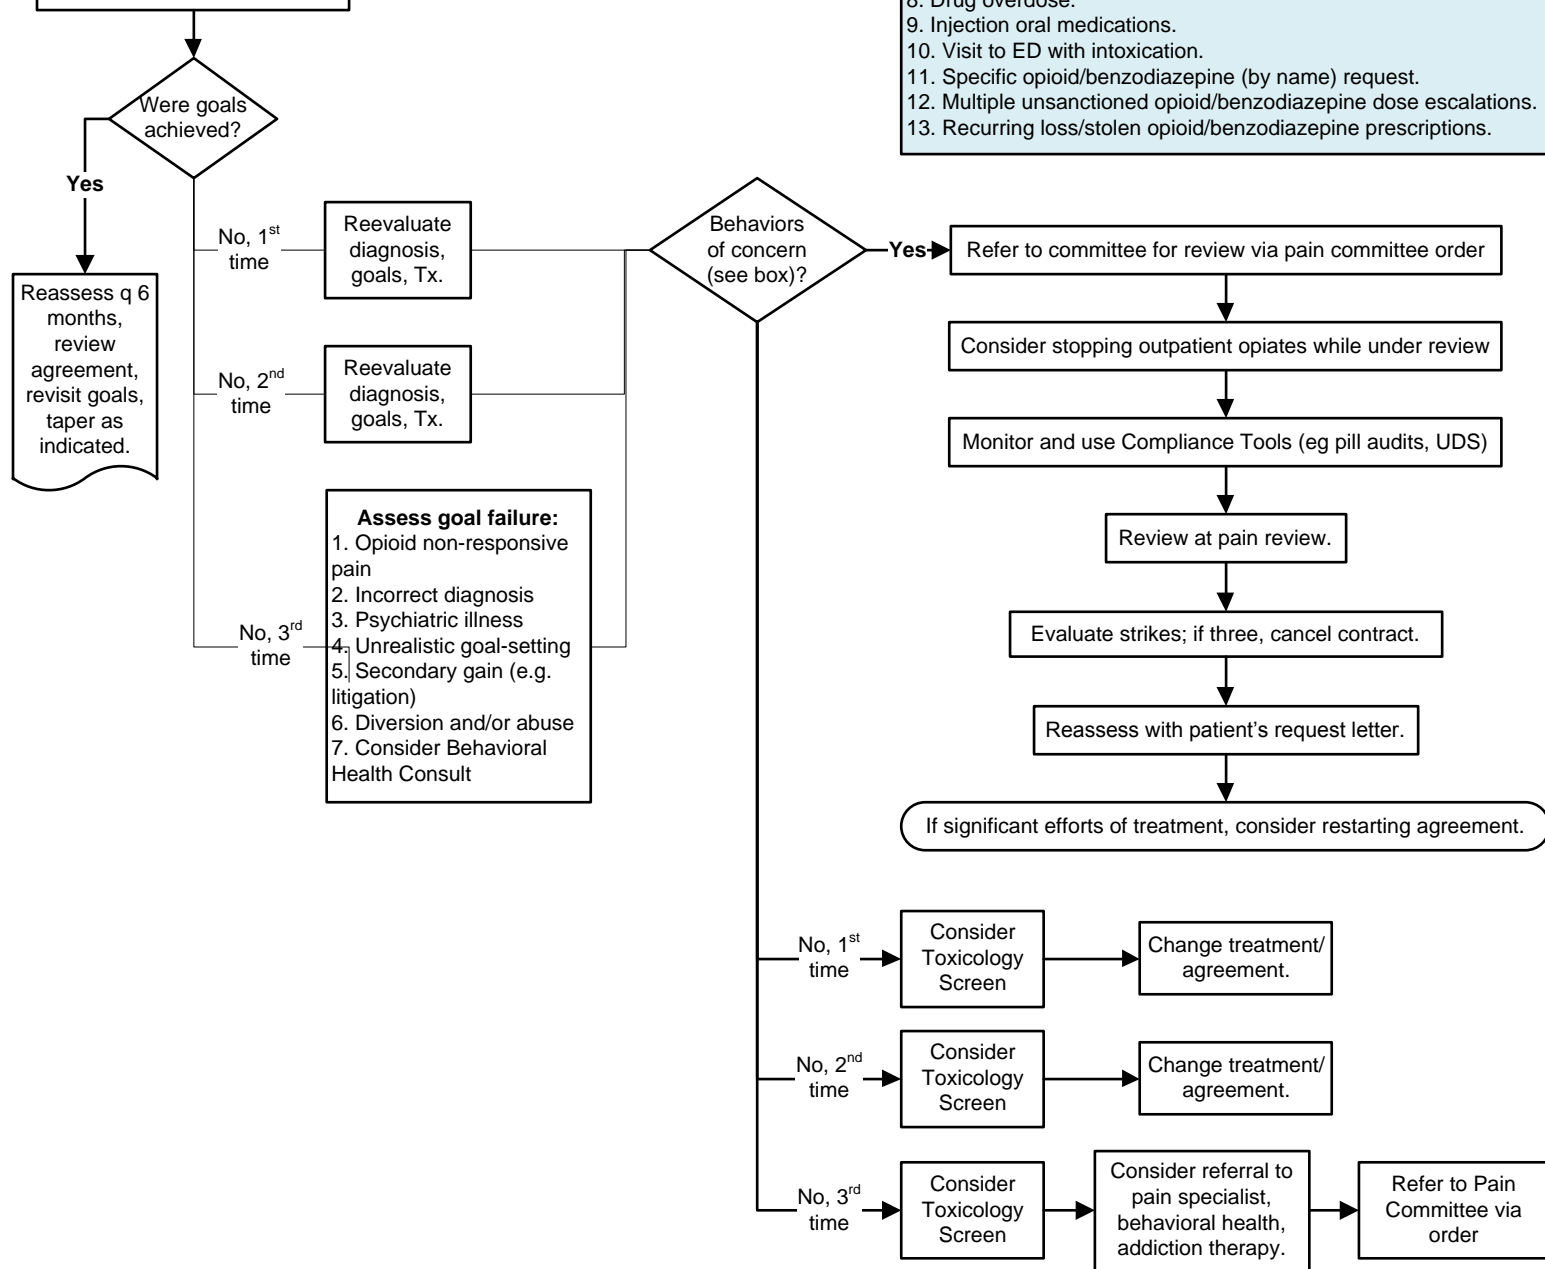 8. Drug overdose.
9. Injection oral medications.
10. Visit to ED with intoxication.
11. Specific opioid/benzodiazepine (by name) request.
12. Multiple unsanctioned opioid/benzodiazepine dose escalations.
13. Recurring loss/stolen opioid/benzodiazepine prescriptions.
Were goals
achieved?
Yes
Reassess q 6
months,
review
agreement,
revisit goals,
taper as
indicated.
No, 1st
time
Reevaluate
diagnosis,
goals, Tx.
No, 2nd
time
Reevaluate
diagnosis,
goals, Tx.
No, 3rd
time
Assess goal failure:
1. Opioid non-responsive
pain
2. Incorrect diagnosis
3. Psychiatric illness
4. Unrealistic goal-setting
5. Secondary gain (e.g.
litigation)
6. Diversion and/or abuse
7. Consider Behavioral
Health Consult
Behaviors
of concern
(see box)?
Yes
Refer to committee for review via pain committee order
Consider stopping outpatient opiates while under review
Monitor and use Compliance Tools (eg pill audits, UDS)
Review at pain review.
Evaluate strikes; if three, cancel contract.
Reassess with patient’s request letter.
If significant efforts of treatment, consider restarting agreement.
No, 1st
time
Consider
Toxicology
Screen
Change treatment/
agreement.
No, 2nd
time
Consider
Toxicology
Screen
Change treatment/
agreement.
No, 3rd
time
Consider
Toxicology
Screen
Consider referral to
pain specialist,
behavioral health,
addiction therapy.
Refer to Pain
Committee via
order